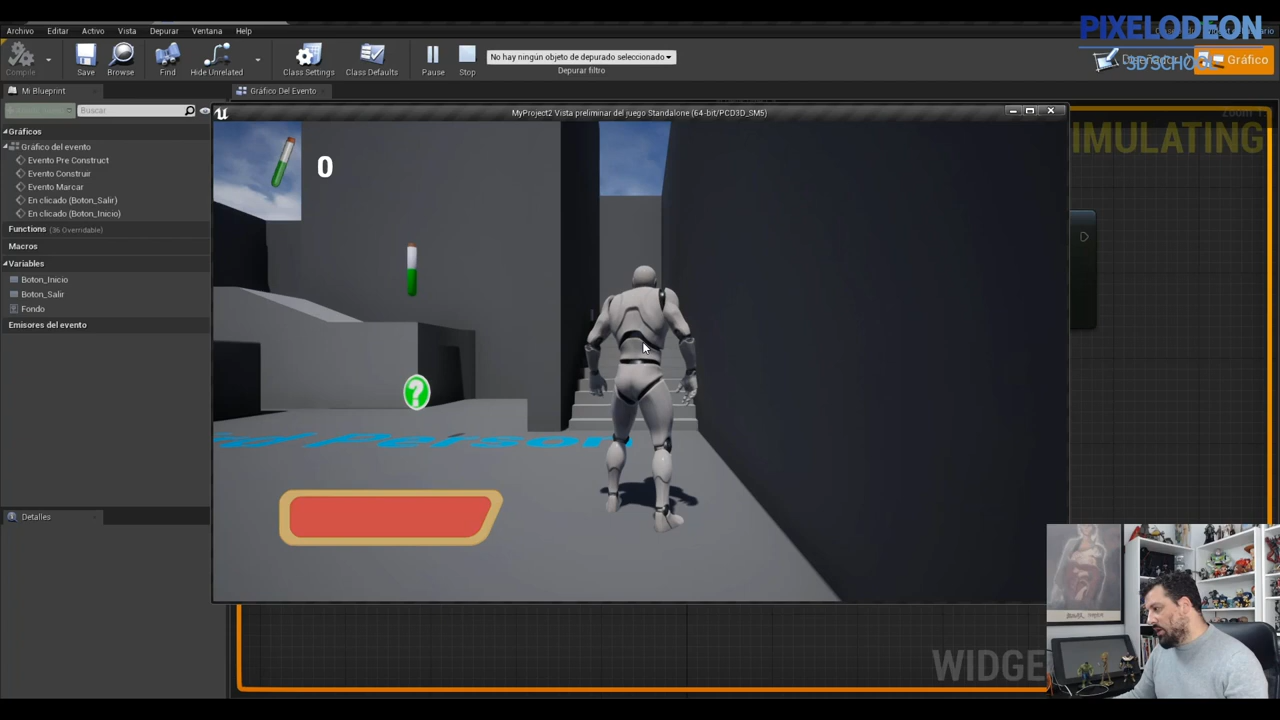 Archivo Editar Activo Vista Depurar Ventana Help
PIXELODEON
3D SCHOOL
Compile Save Browse Find Hide Unrelated Class Settings Class Defaults Pause Stop
No hay ningún objeto de depurado seleccionado
Depurar filtro
Gráfico
Mi Blueprint
Gráfico Del Evento
Buscar
MyProject2 Vista preliminar del juego Standalone (64-bit/PCD3D_SM5)
IMULATING
Gráficos
Gráfico del evento
Evento Pre Construct
Evento Construir
Evento Marcar
En clicado (Boton_Salir)
En clicado (Boton_Inicio)
Functions (36 Overridable)
Macros
Variables
Boton_Inicio
Boton_Salir
Fondo
Emisores del evento
0
?
Person
Detalles
WIDGE